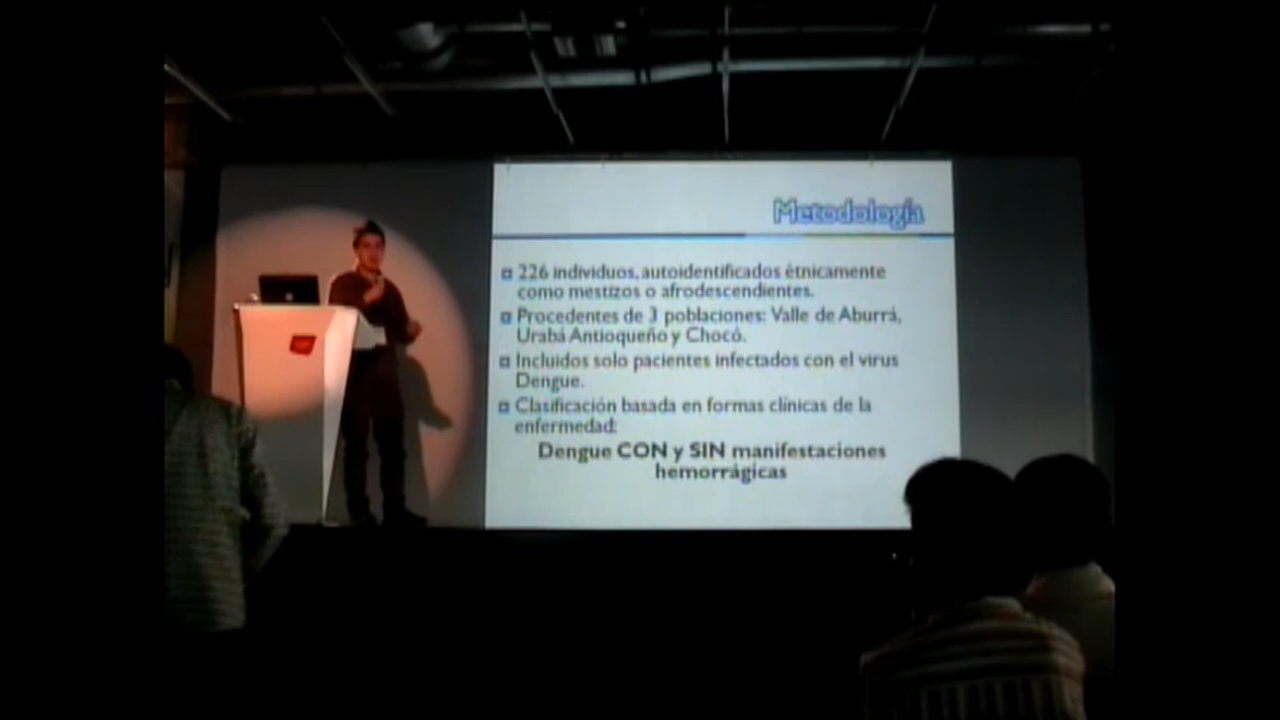 Metodología
226 individuos, autoidentificados étnicamente
como mestizos o afrodescendientes.
Procedentes de 3 poblaciones: Valle de Aburrá,
Urabá Antioqueño y Chocó.
Incluidos solo pacientes infectados con el virus
Dengue.
Clasificación basada en formas clínicas de la
enfermedad:
Dengue CON y SIN manifestaciones
hemorrágicas